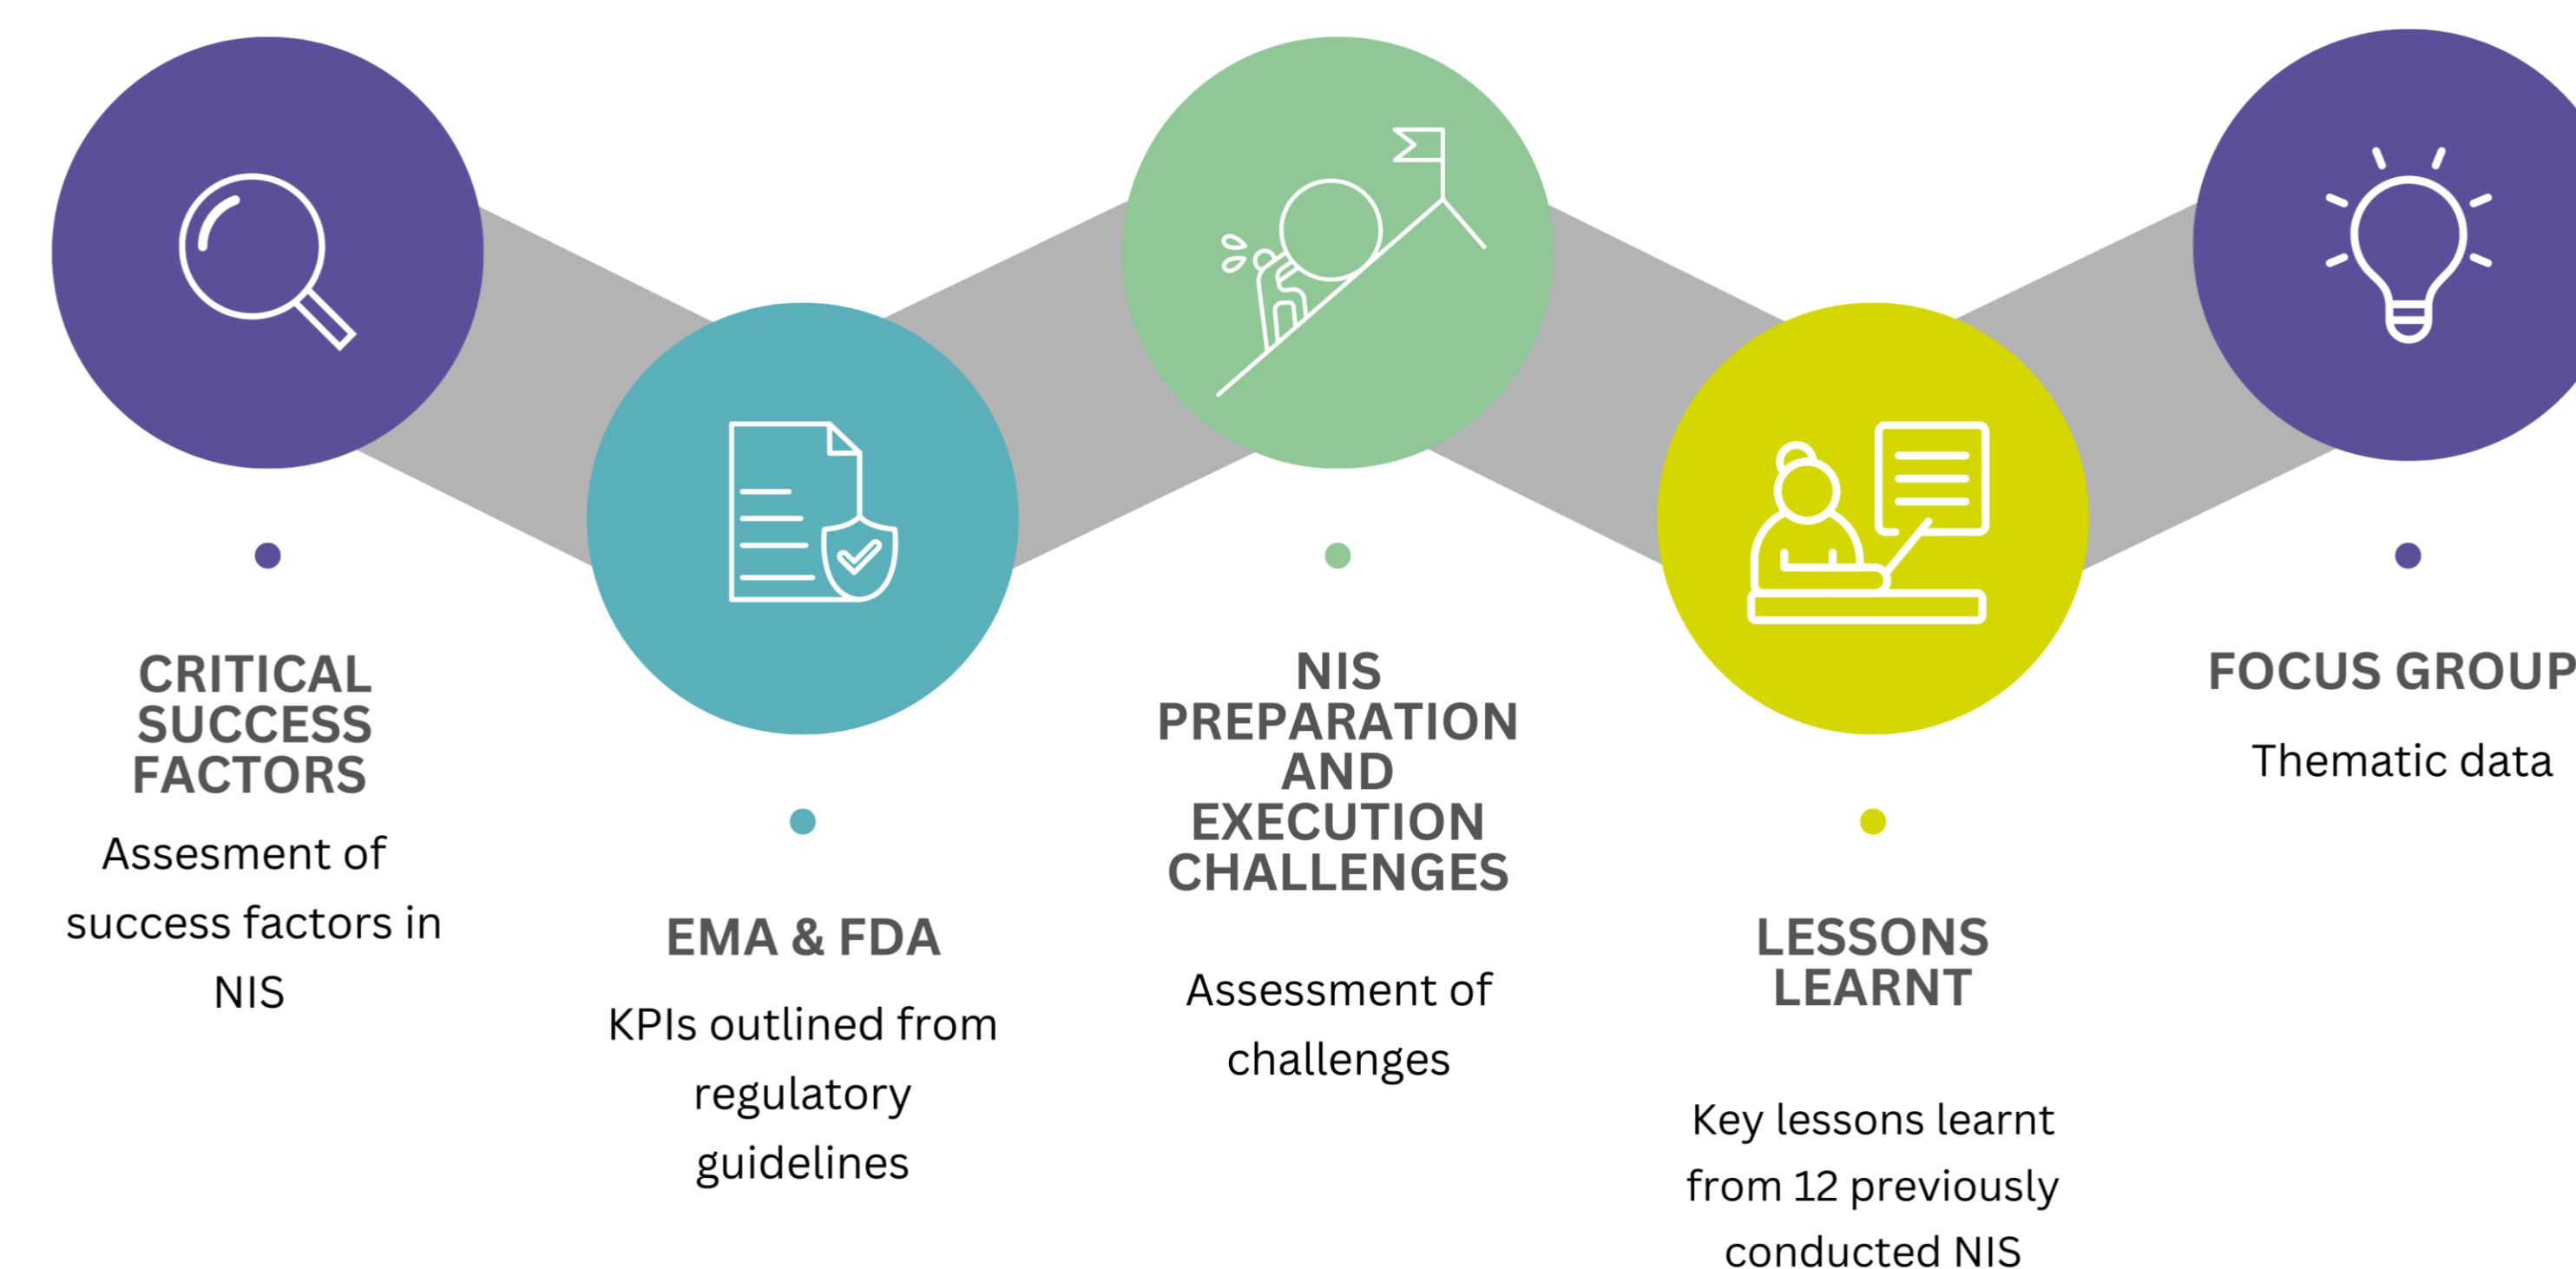 CRITICAL
SUCCESS
FACTORS
Assesment of
success factors in
NIS
EMA & FDA
KPIs outlined from
regulatory
guidelines
NIS
PREPARATION
AND
EXECUTION
CHALLENGES
Assessment of
challenges
LESSONS
LEARNT
Key lessons learnt
from 12 previously
conducted NIS
FOCUS GROUP
Thematic data